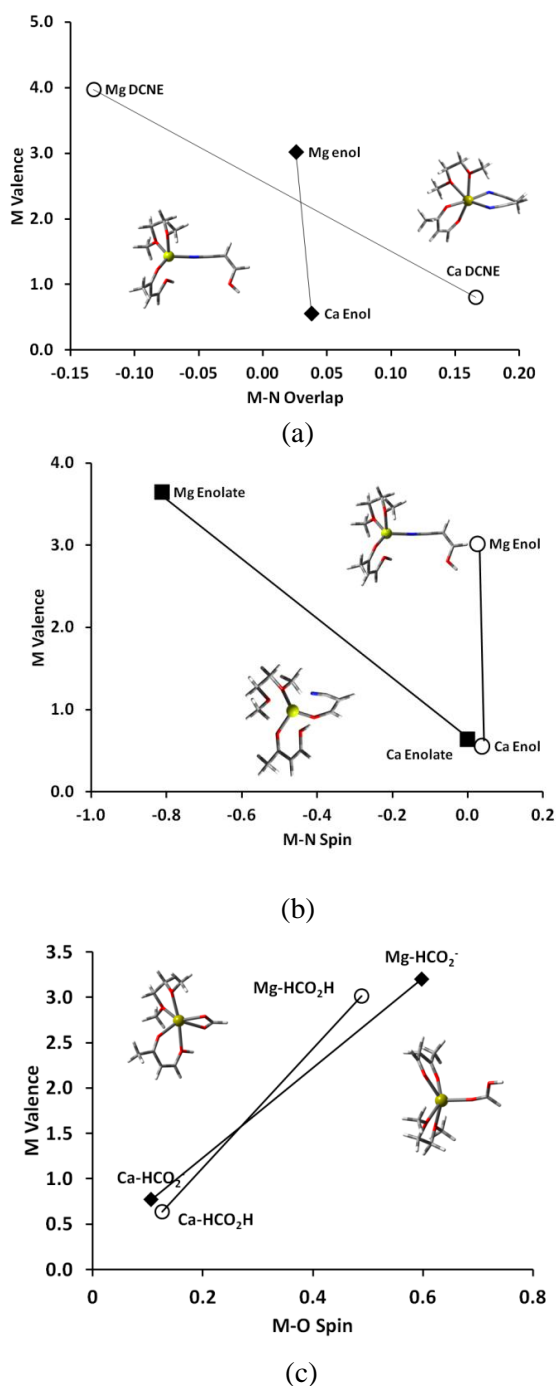 5.0
4.0
3.0
2.0
1.0
0.0
M Valence
Mg DCNE
Mg enol
Ca DCNE
Ca Enol
-0.15 -0.10 -0.05 0.00 0.05 0.10 0.15 0.20
M-N Overlap
(a)
4.0
3.0
2.0
1.0
0.0
M Valence
Mg Enolate
Mg Enol
Ca Enolate
Ca Enol
-1.0 -0.8 -0.6 -0.4 -0.2 0.0 0.2
M-N Spin
(b)
3.5
3.0
2.5
2.0
1.5
1.0
0.5
0.0
M Valence
Mg-HCO₂⁻
Mg-HCO₂H
Ca-HCO₂⁻
Ca-HCO₂H
0 0.2 0.4 0.6 0.8
M-O Spin
(c)